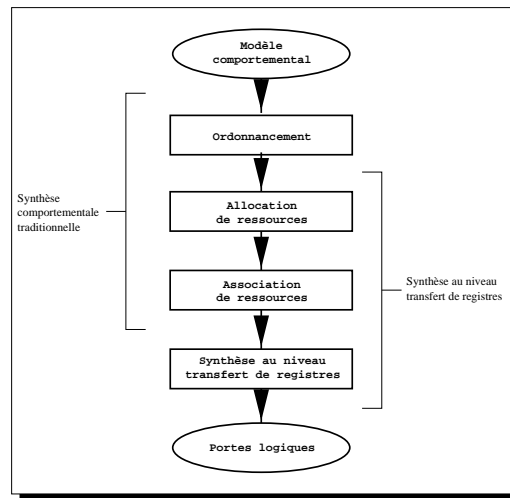 Modèle
comportemental
Ordonnancement
Allocation
de ressources
Synthèse
comportementale
traditionnelle
Association
de ressources
Synthèse au niveau
transfert de registres
Synthèse au niveau
transfert de registres
Portes logiques